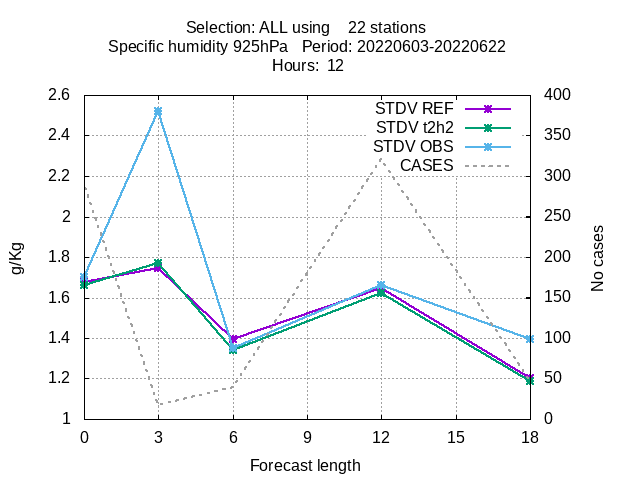 Selection: ALL using 22 stations
Specific humidity 925hPa Period: 20220603-20220622
Hours: 12
2.6
2.4
2.2
2
1.8
1.6
1.4
1.2
1
g/Kg
STDV REF
STDV t2h2
STDV OBS
CASES
400
350
300
250
200
150
100
50
0
No cases
0 3 6 9 12 15 18
Forecast length